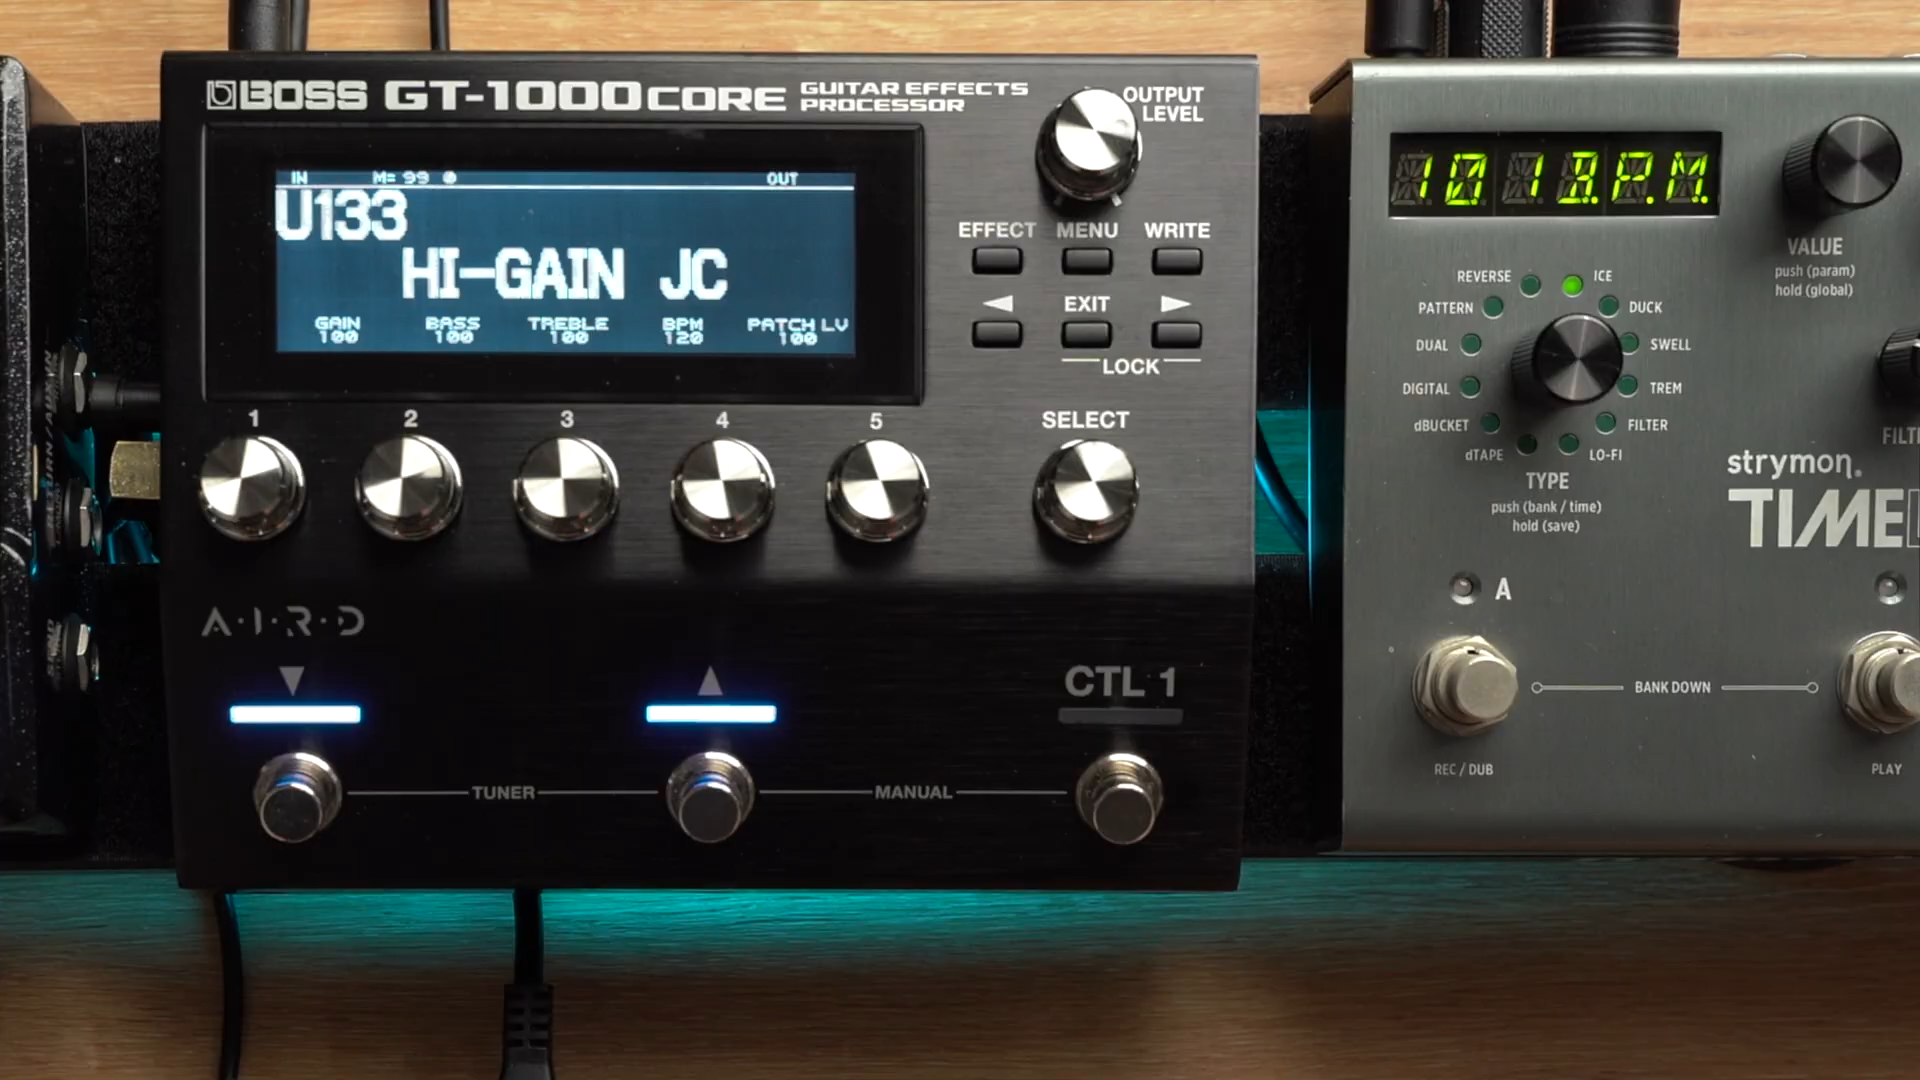 BOSS GT-1000CORE GUITAR EFFECTS PROCESSOR
OUTPUT LEVEL
IN M= 99 0 OUT
U133
HI-GAIN JC
GAIN BASS TREBLE BPM PATCH LV
100 100 100 120 100
EFFECT MENU WRITE
EXIT
LOCK
1 2 3 4 5 SELECT
A·I·R·D
CTL 1
TUNER MANUAL
VALUE
push (param)
hold (global)
REVERSE ICE
PATTERN DUCK
DUAL SWELL
DIGITAL TREM
dBUCKET FILTER
dTAPE LO-FI
TYPE
push (bank / time)
hold (save)
FILT
strymon.
TIME
A
BANK DOWN
REC / DUB PLAY